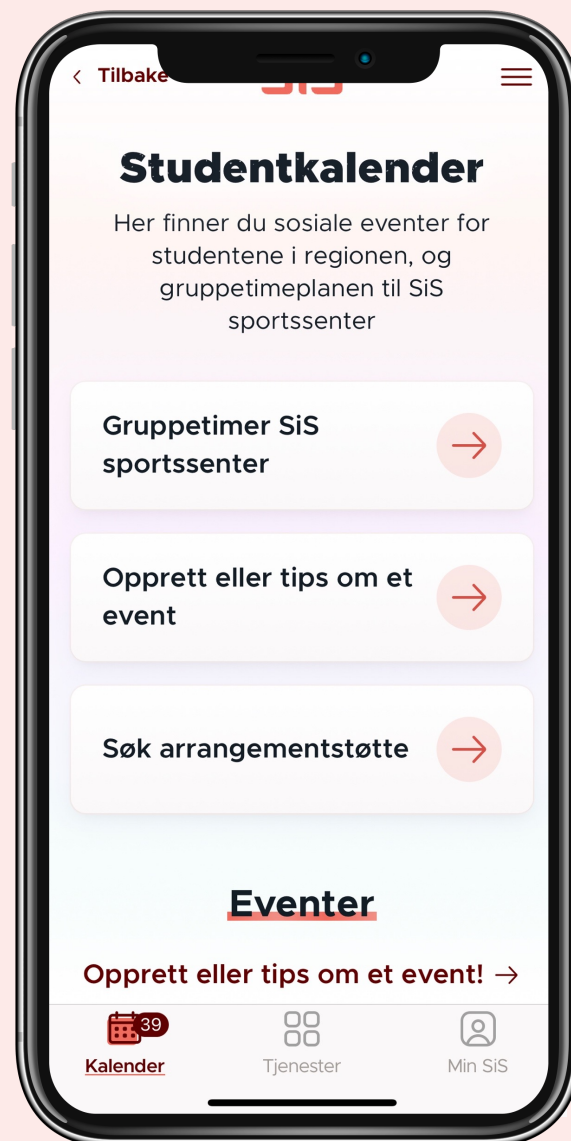 Tilbake
Studentkalender
Her finner du sosiale eventer for
studentene i regionen, og
gruppetimeplanen til SiS
sportssenter
Gruppetimer SiS
sportssenter
Opprett eller tips om et
event
Søk arrangementstøtte
Eventer
Opprett eller tips om et event!
39
Kalender
Tjenester
Min SiS